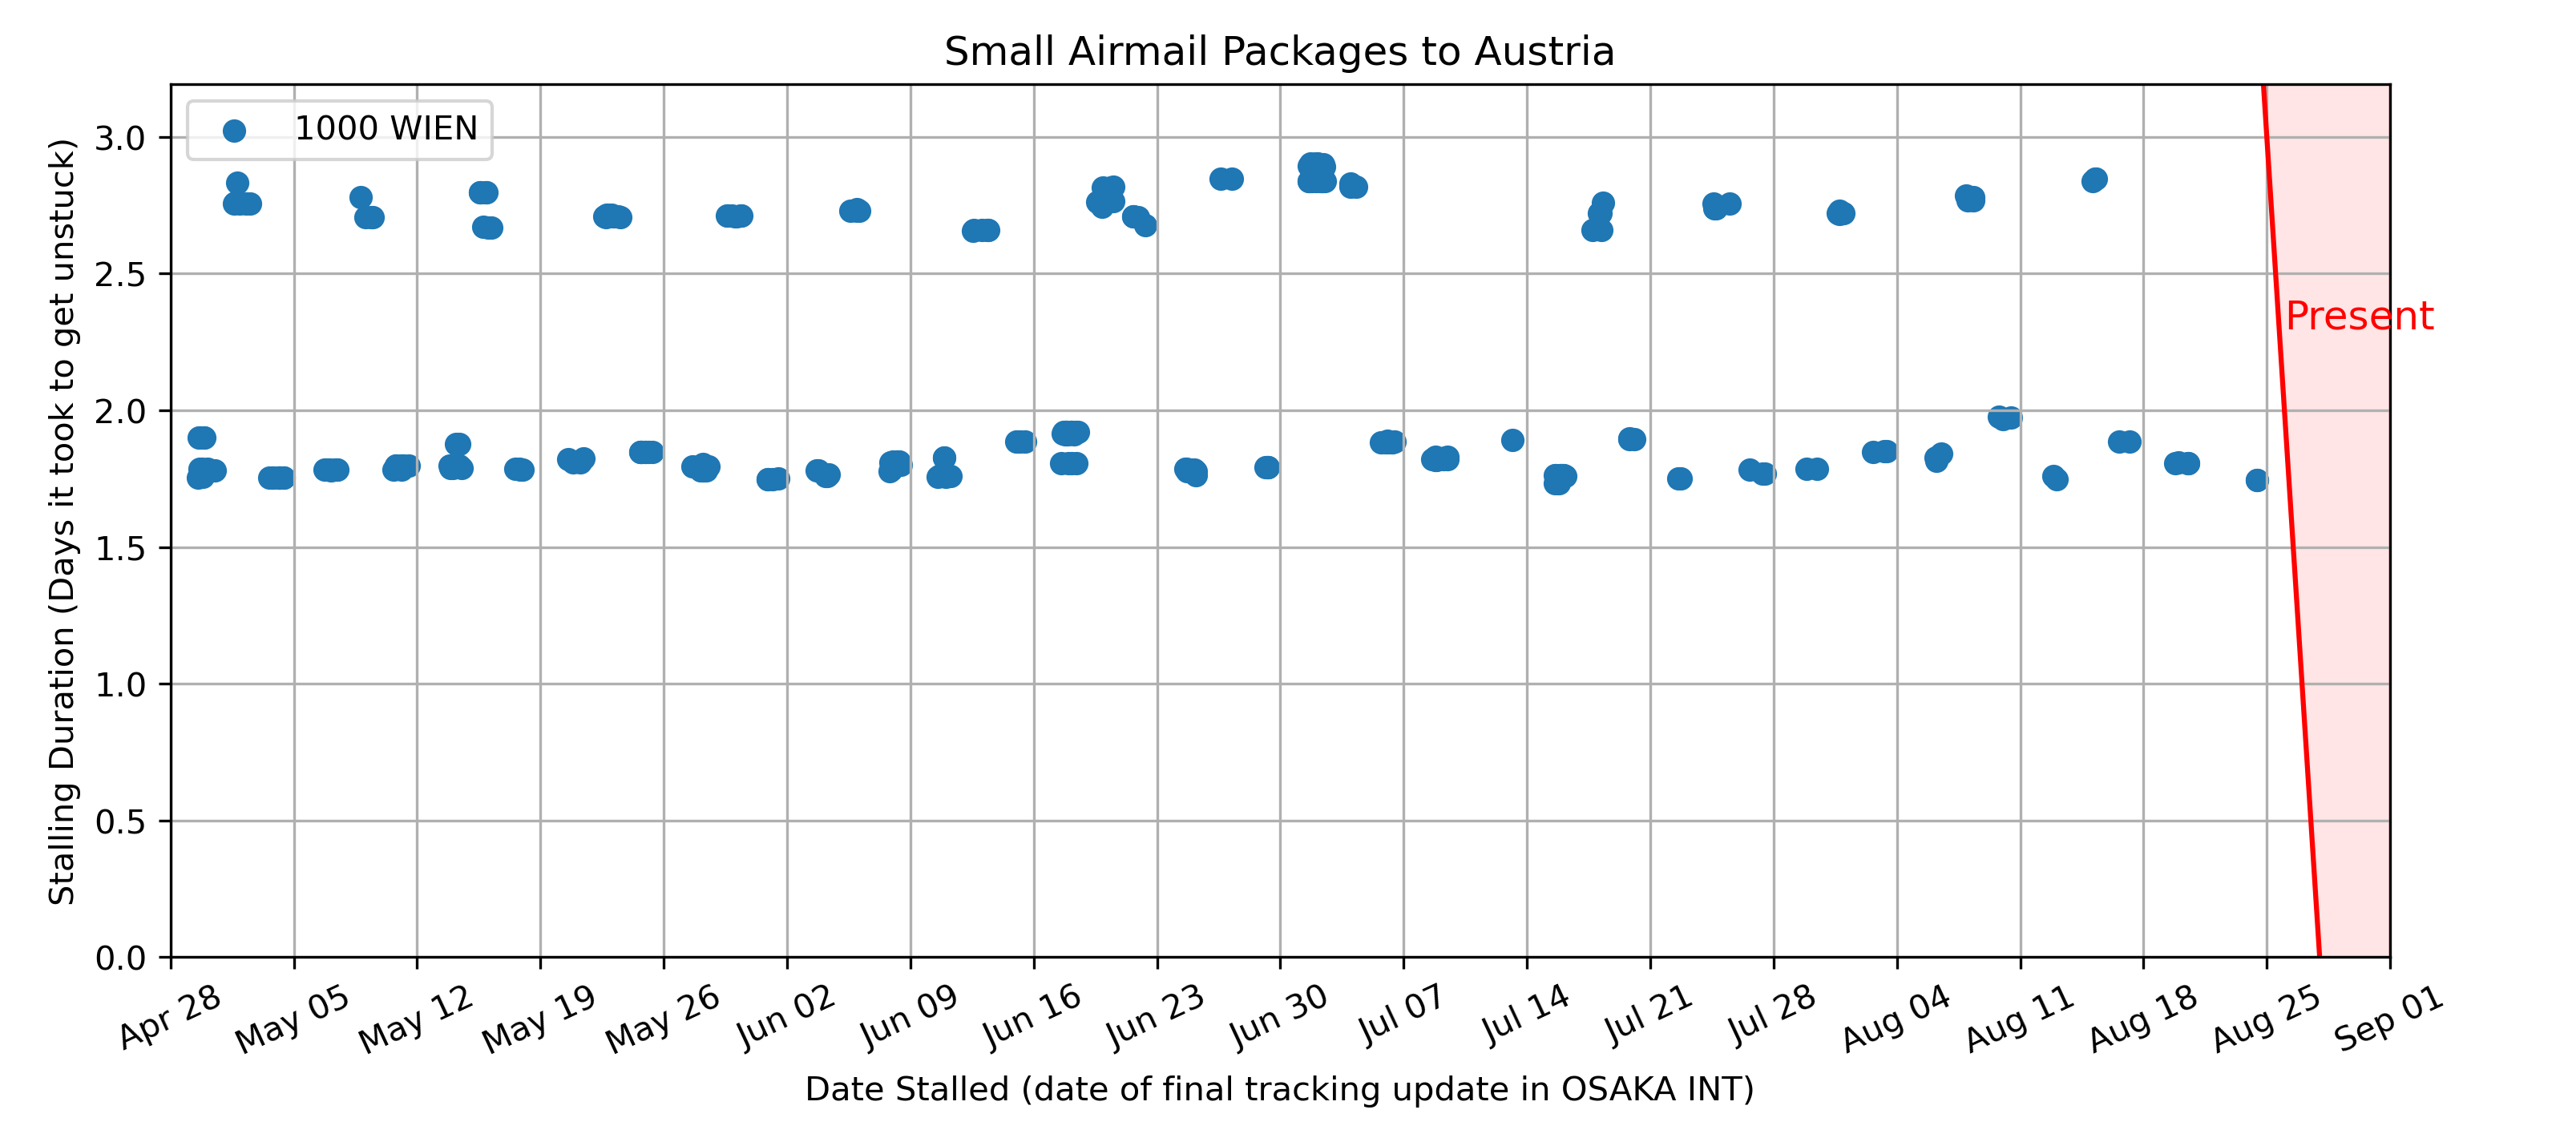 Small Airmail Packages to Austria
1000 WIEN
Present
Stalling Duration (Days it took to get unstuck)
3.0
2.5
2.0
1.5
1.0
0.5
0.0
Apr 28
May 05
May 12
May 19
May 26
Jun 02
Jun 09
Jun 16
Jun 23
Jun 30
Jul 07
Jul 14
Jul 21
Jul 28
Aug 04
Aug 11
Aug 18
Aug 25
Sep 01
Date Stalled (date of final tracking update in OSAKA INT)